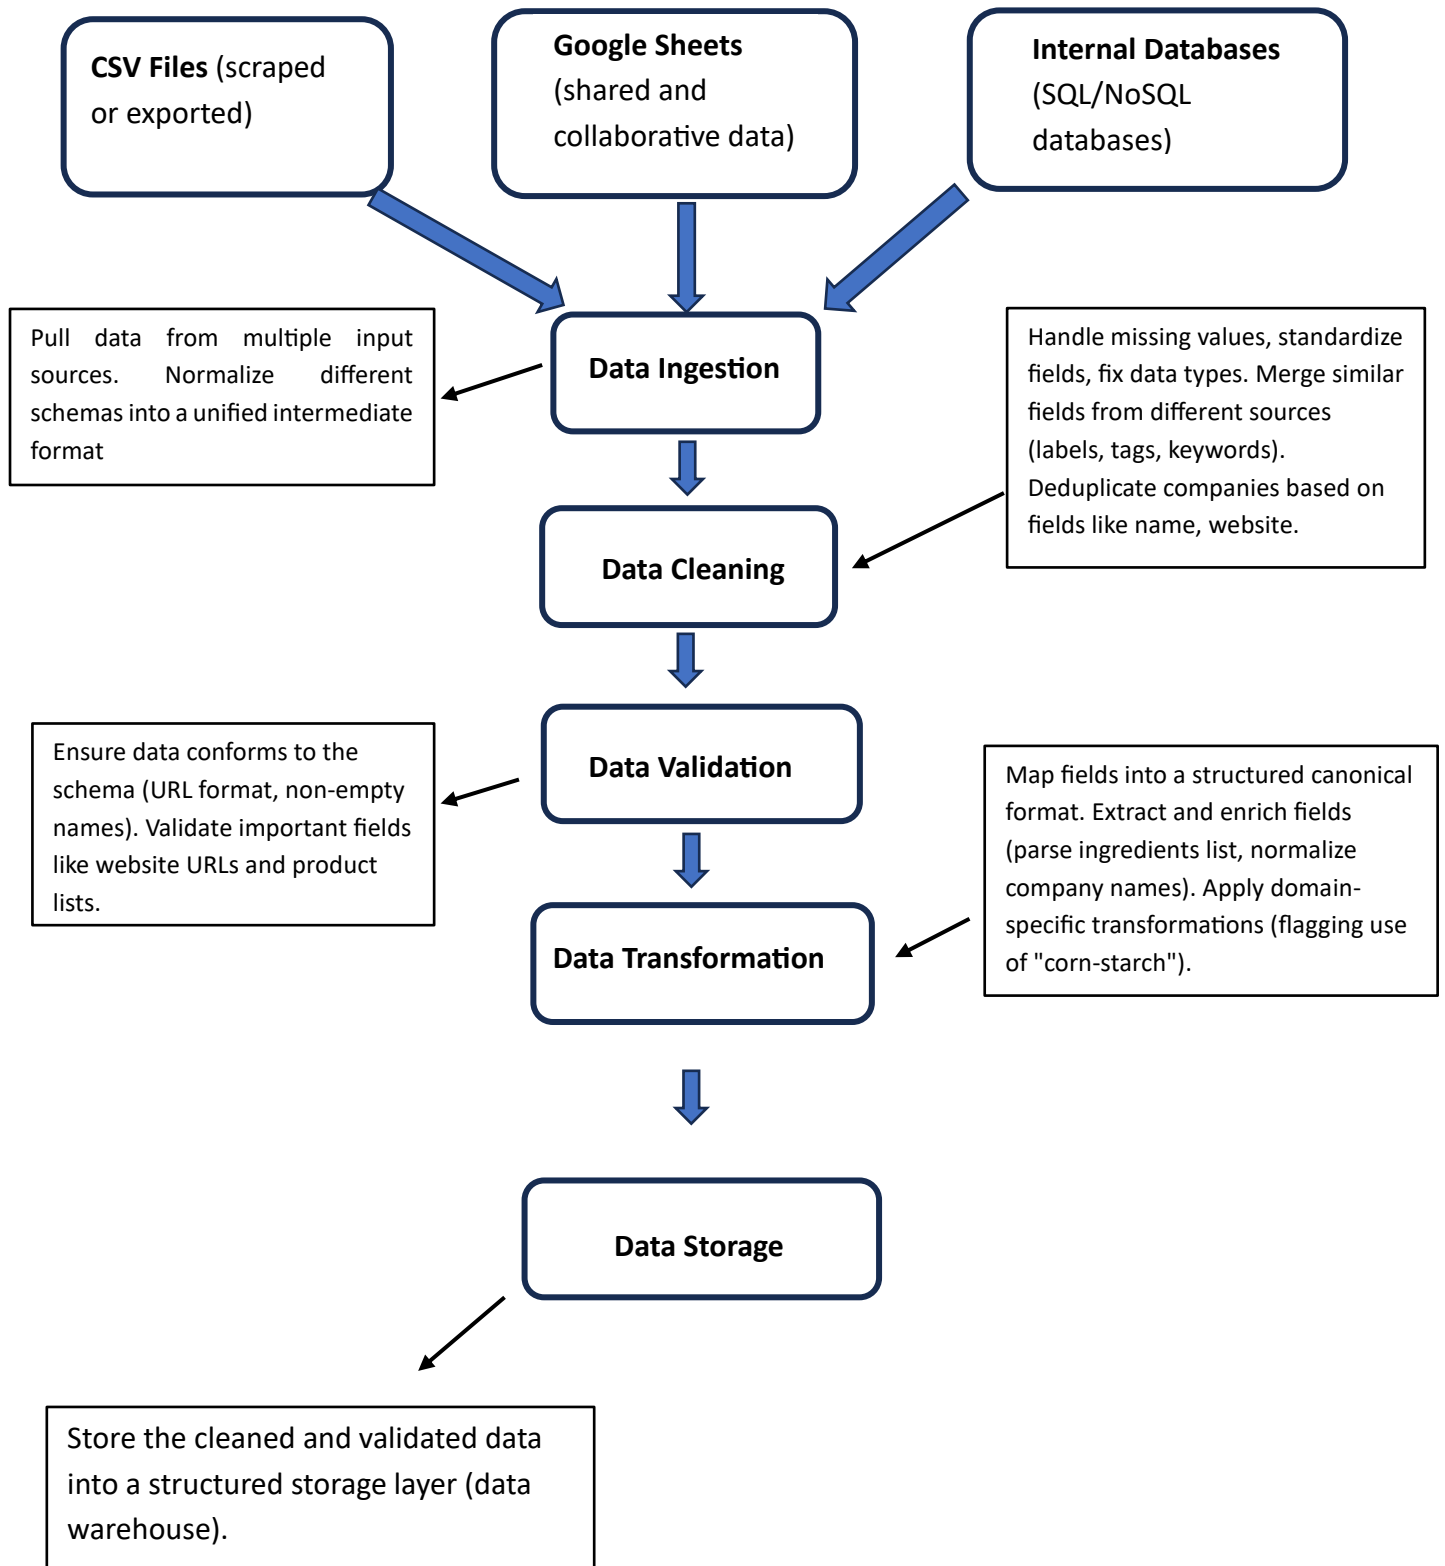 CSV Files (scraped
or exported)
Google Sheets
(shared and
collaborative data)
Internal Databases
(SQL/NoSQL
databases)
Pull data from multiple input
sources. Normalize different
schemas into a unified intermediate
format
Data Ingestion
Handle missing values, standardize
fields, fix data types. Merge similar
fields from different sources
(labels, tags, keywords).
Deduplicate companies based on
fields like name, website.
Data Cleaning
Ensure data conforms to the
schema (URL format, non-empty
names). Validate important fields
like website URLs and product
lists.
Data Validation
Map fields into a structured canonical
format. Extract and enrich fields
(parse ingredients list, normalize
company names). Apply domain-
specific transformations (flagging use
of "corn-starch").
Data Transformation
Data Storage
Store the cleaned and validated data
into a structured storage layer (data
warehouse).